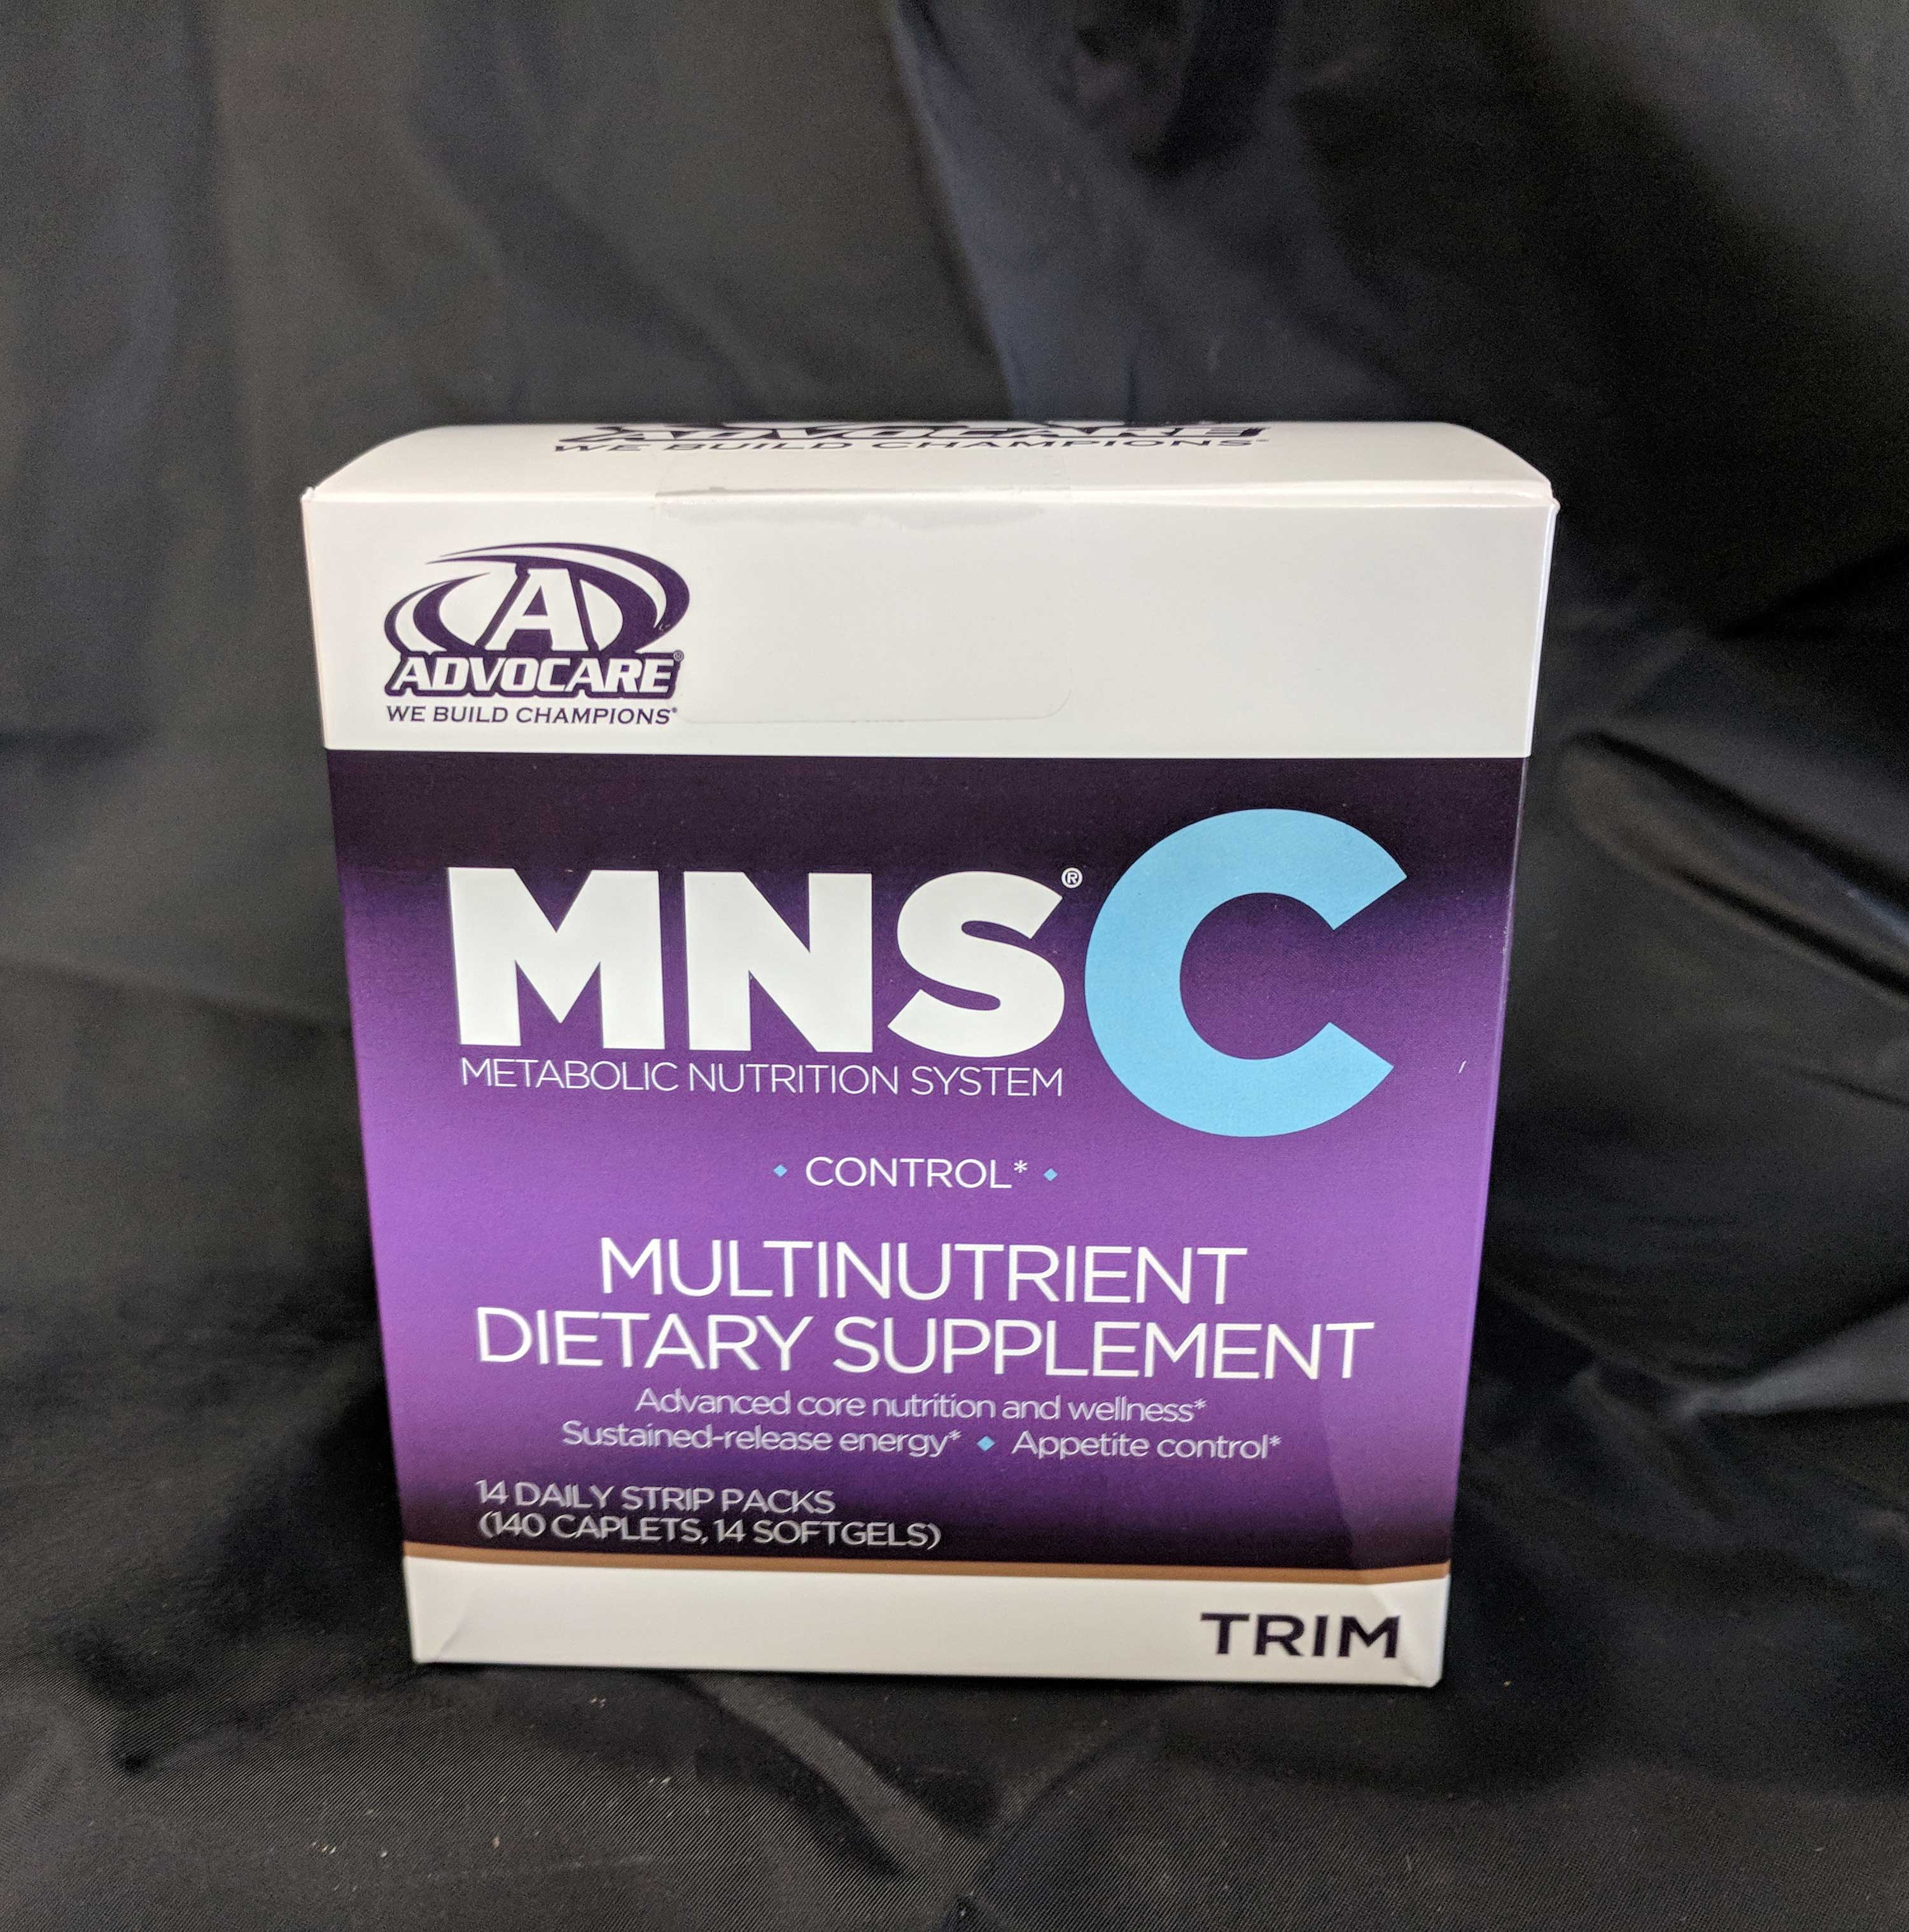 ADVOCARE
WE BUILD CHAMPIONS®
A
ADVOCARE®
WE BUILD CHAMPIONS®
MNS®C
METABOLIC NUTRITION SYSTEM
CONTROL*
MULTINUTRIENT
DIETARY SUPPLEMENT
Advanced core nutrition and wellness*
Sustained-release energy* ◆ Appetite control*
14 DAILY STRIP PACKS
(140 CAPLETS, 14 SOFTGELS)
TRIM